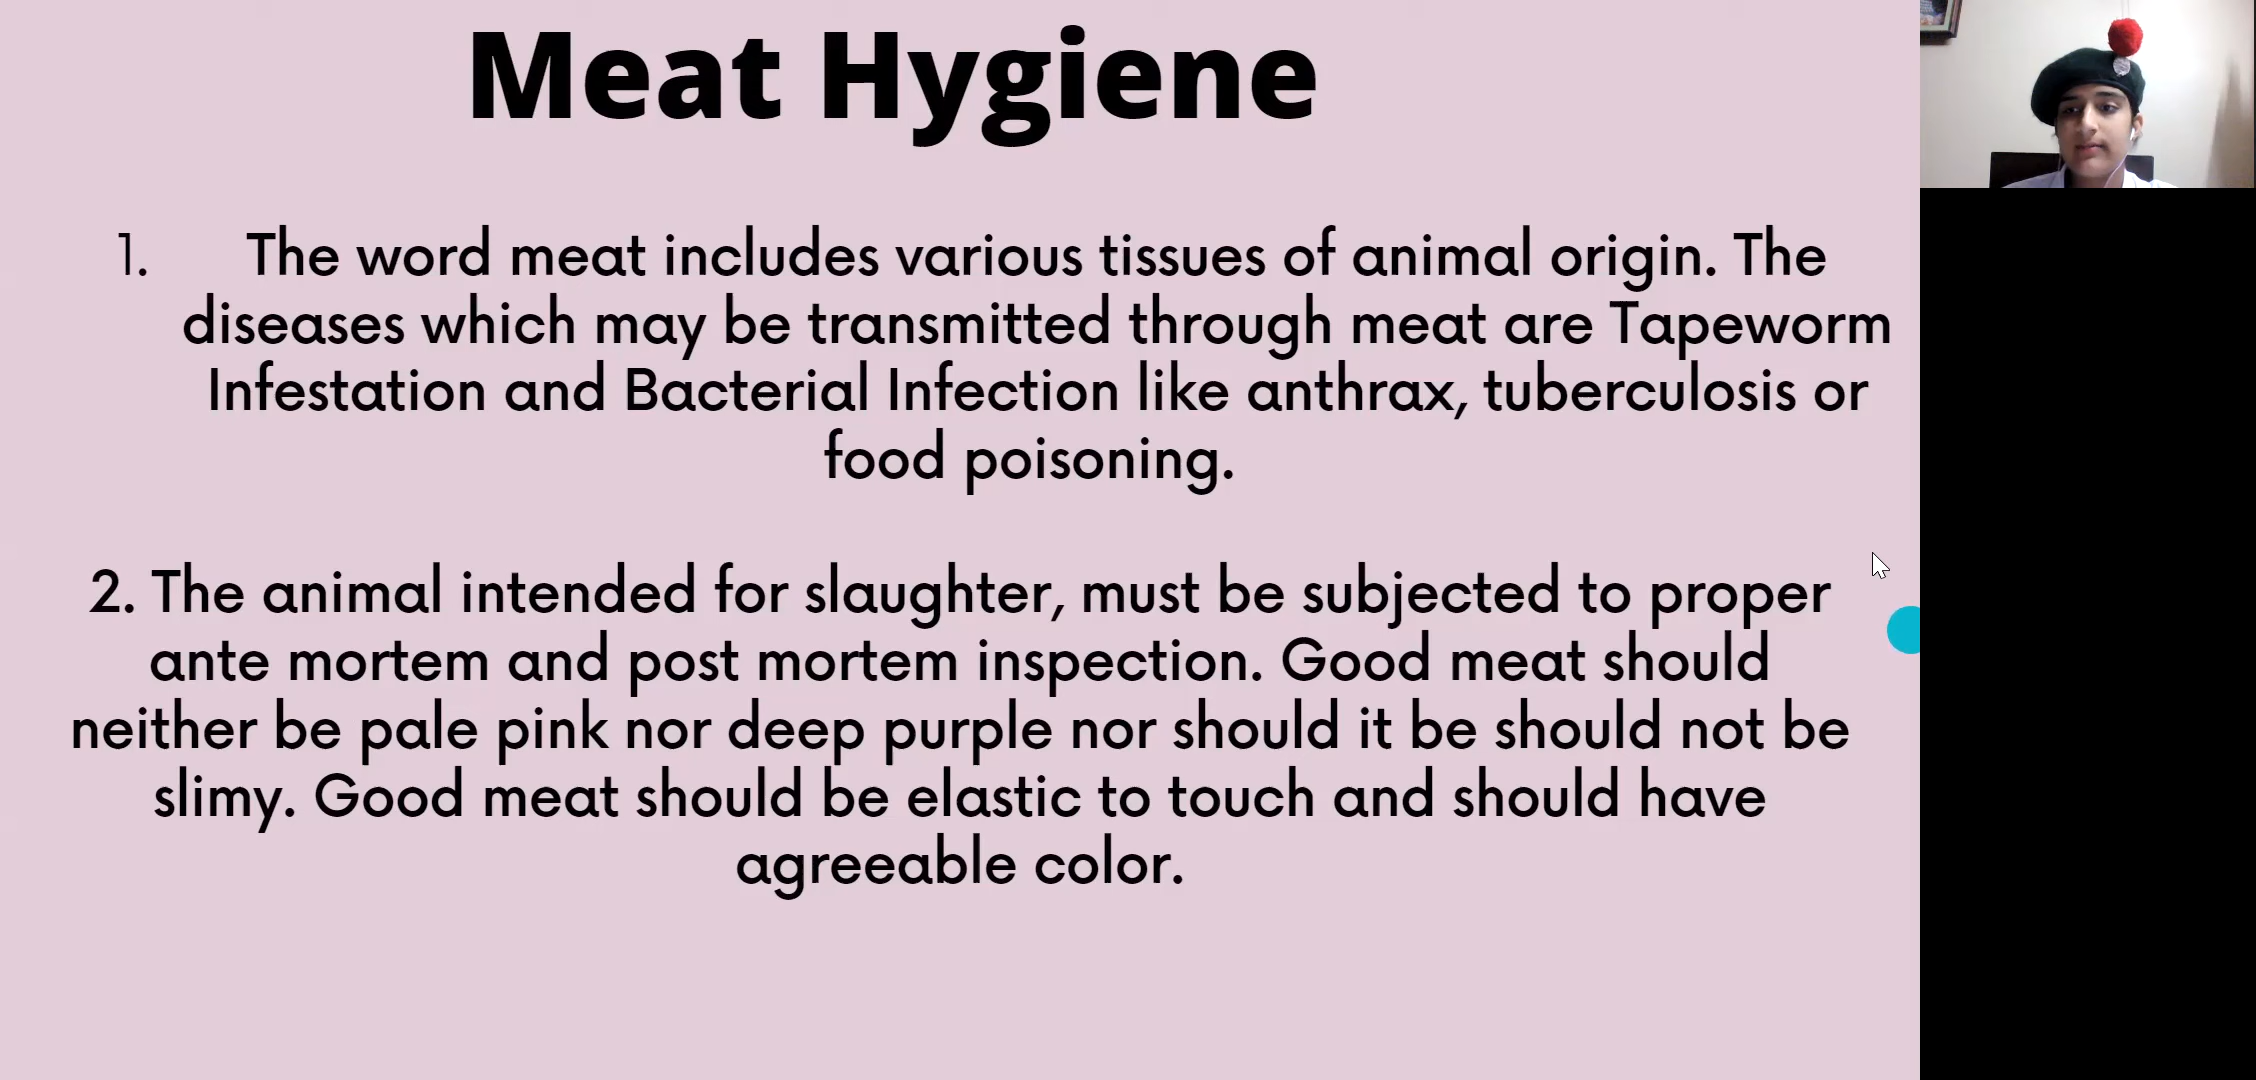 Meat Hygiene
1. The word meat includes various tissues of animal origin. The
diseases which may be transmitted through meat are Tapeworm
Infestation and Bacterial Infection like anthrax, tuberculosis or
food poisoning.
2. The animal intended for slaughter, must be subjected to proper
ante mortem and post mortem inspection. Good meat should
neither be pale pink nor deep purple nor should it be should not be
slimy. Good meat should be elastic to touch and should have
agreeable color.